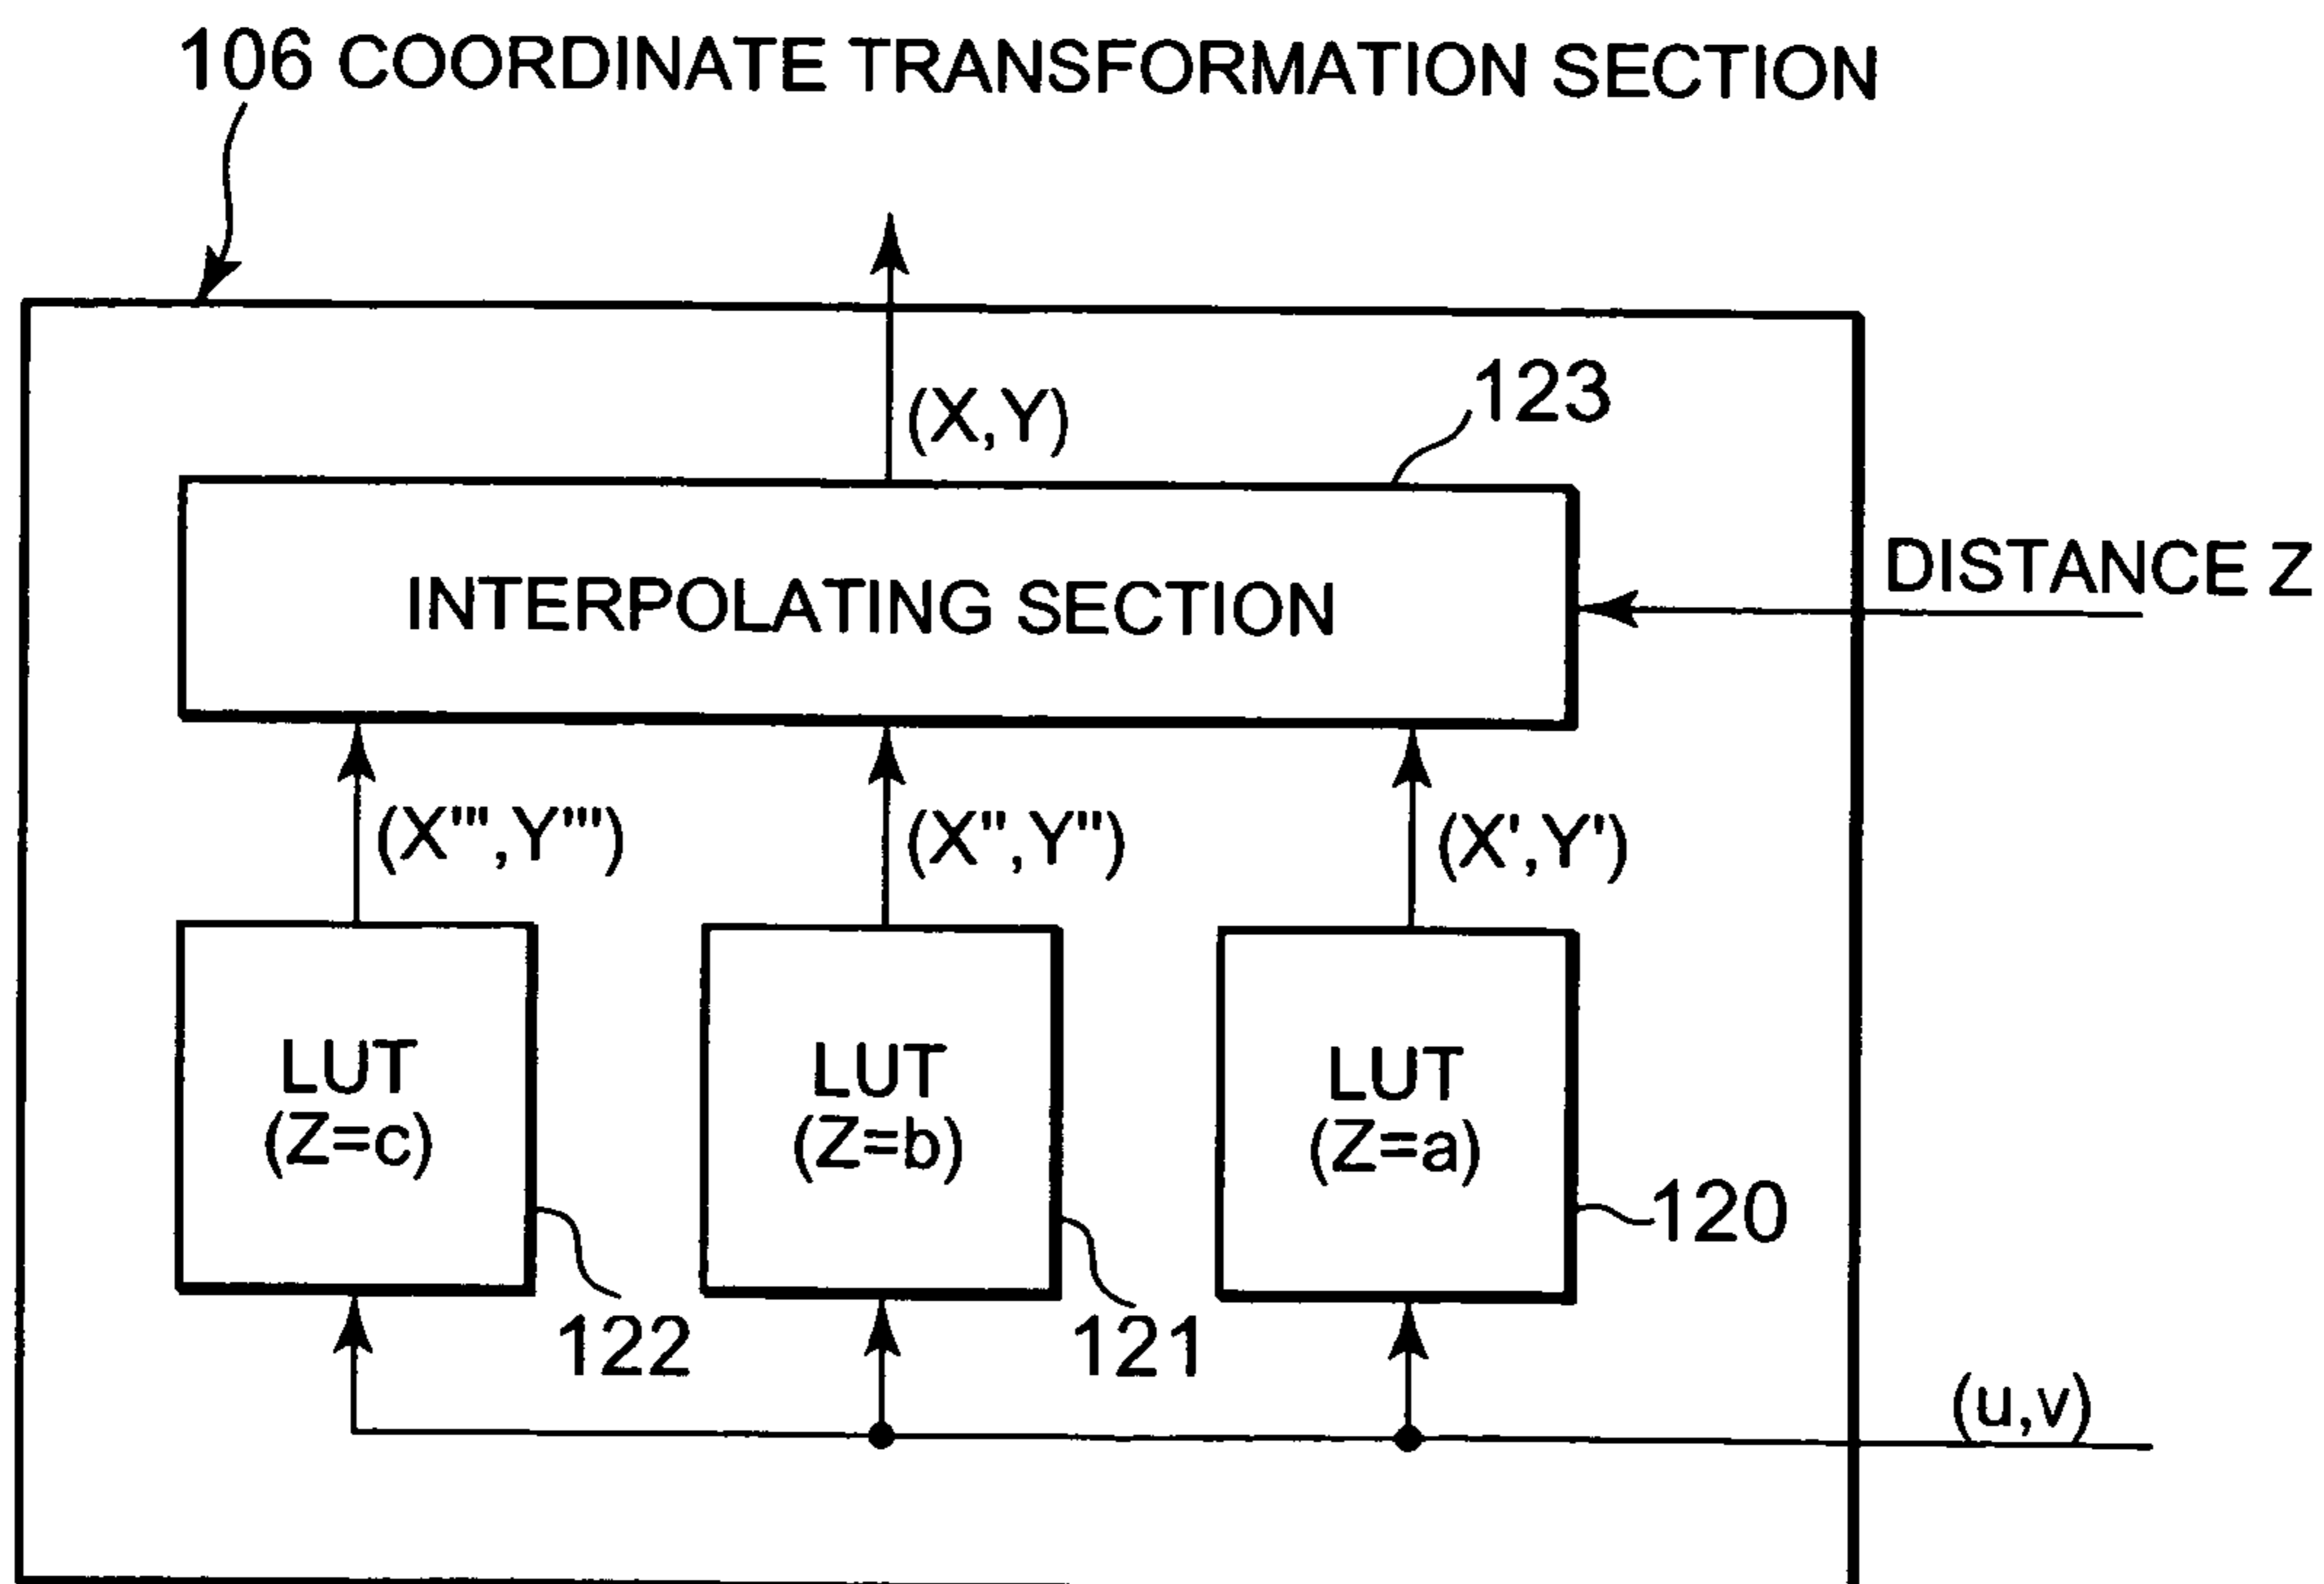 106 COORDINATE TRANSFORMATION SECTION
(X,Y)
123
DISTANCE Z
INTERPOLATING SECTION
(X''',Y''')
(X'',Y'')
(X',Y')
LUT
(Z=c)
LUT
(Z=b)
LUT
(Z=a)
120
122
121
(u,v)